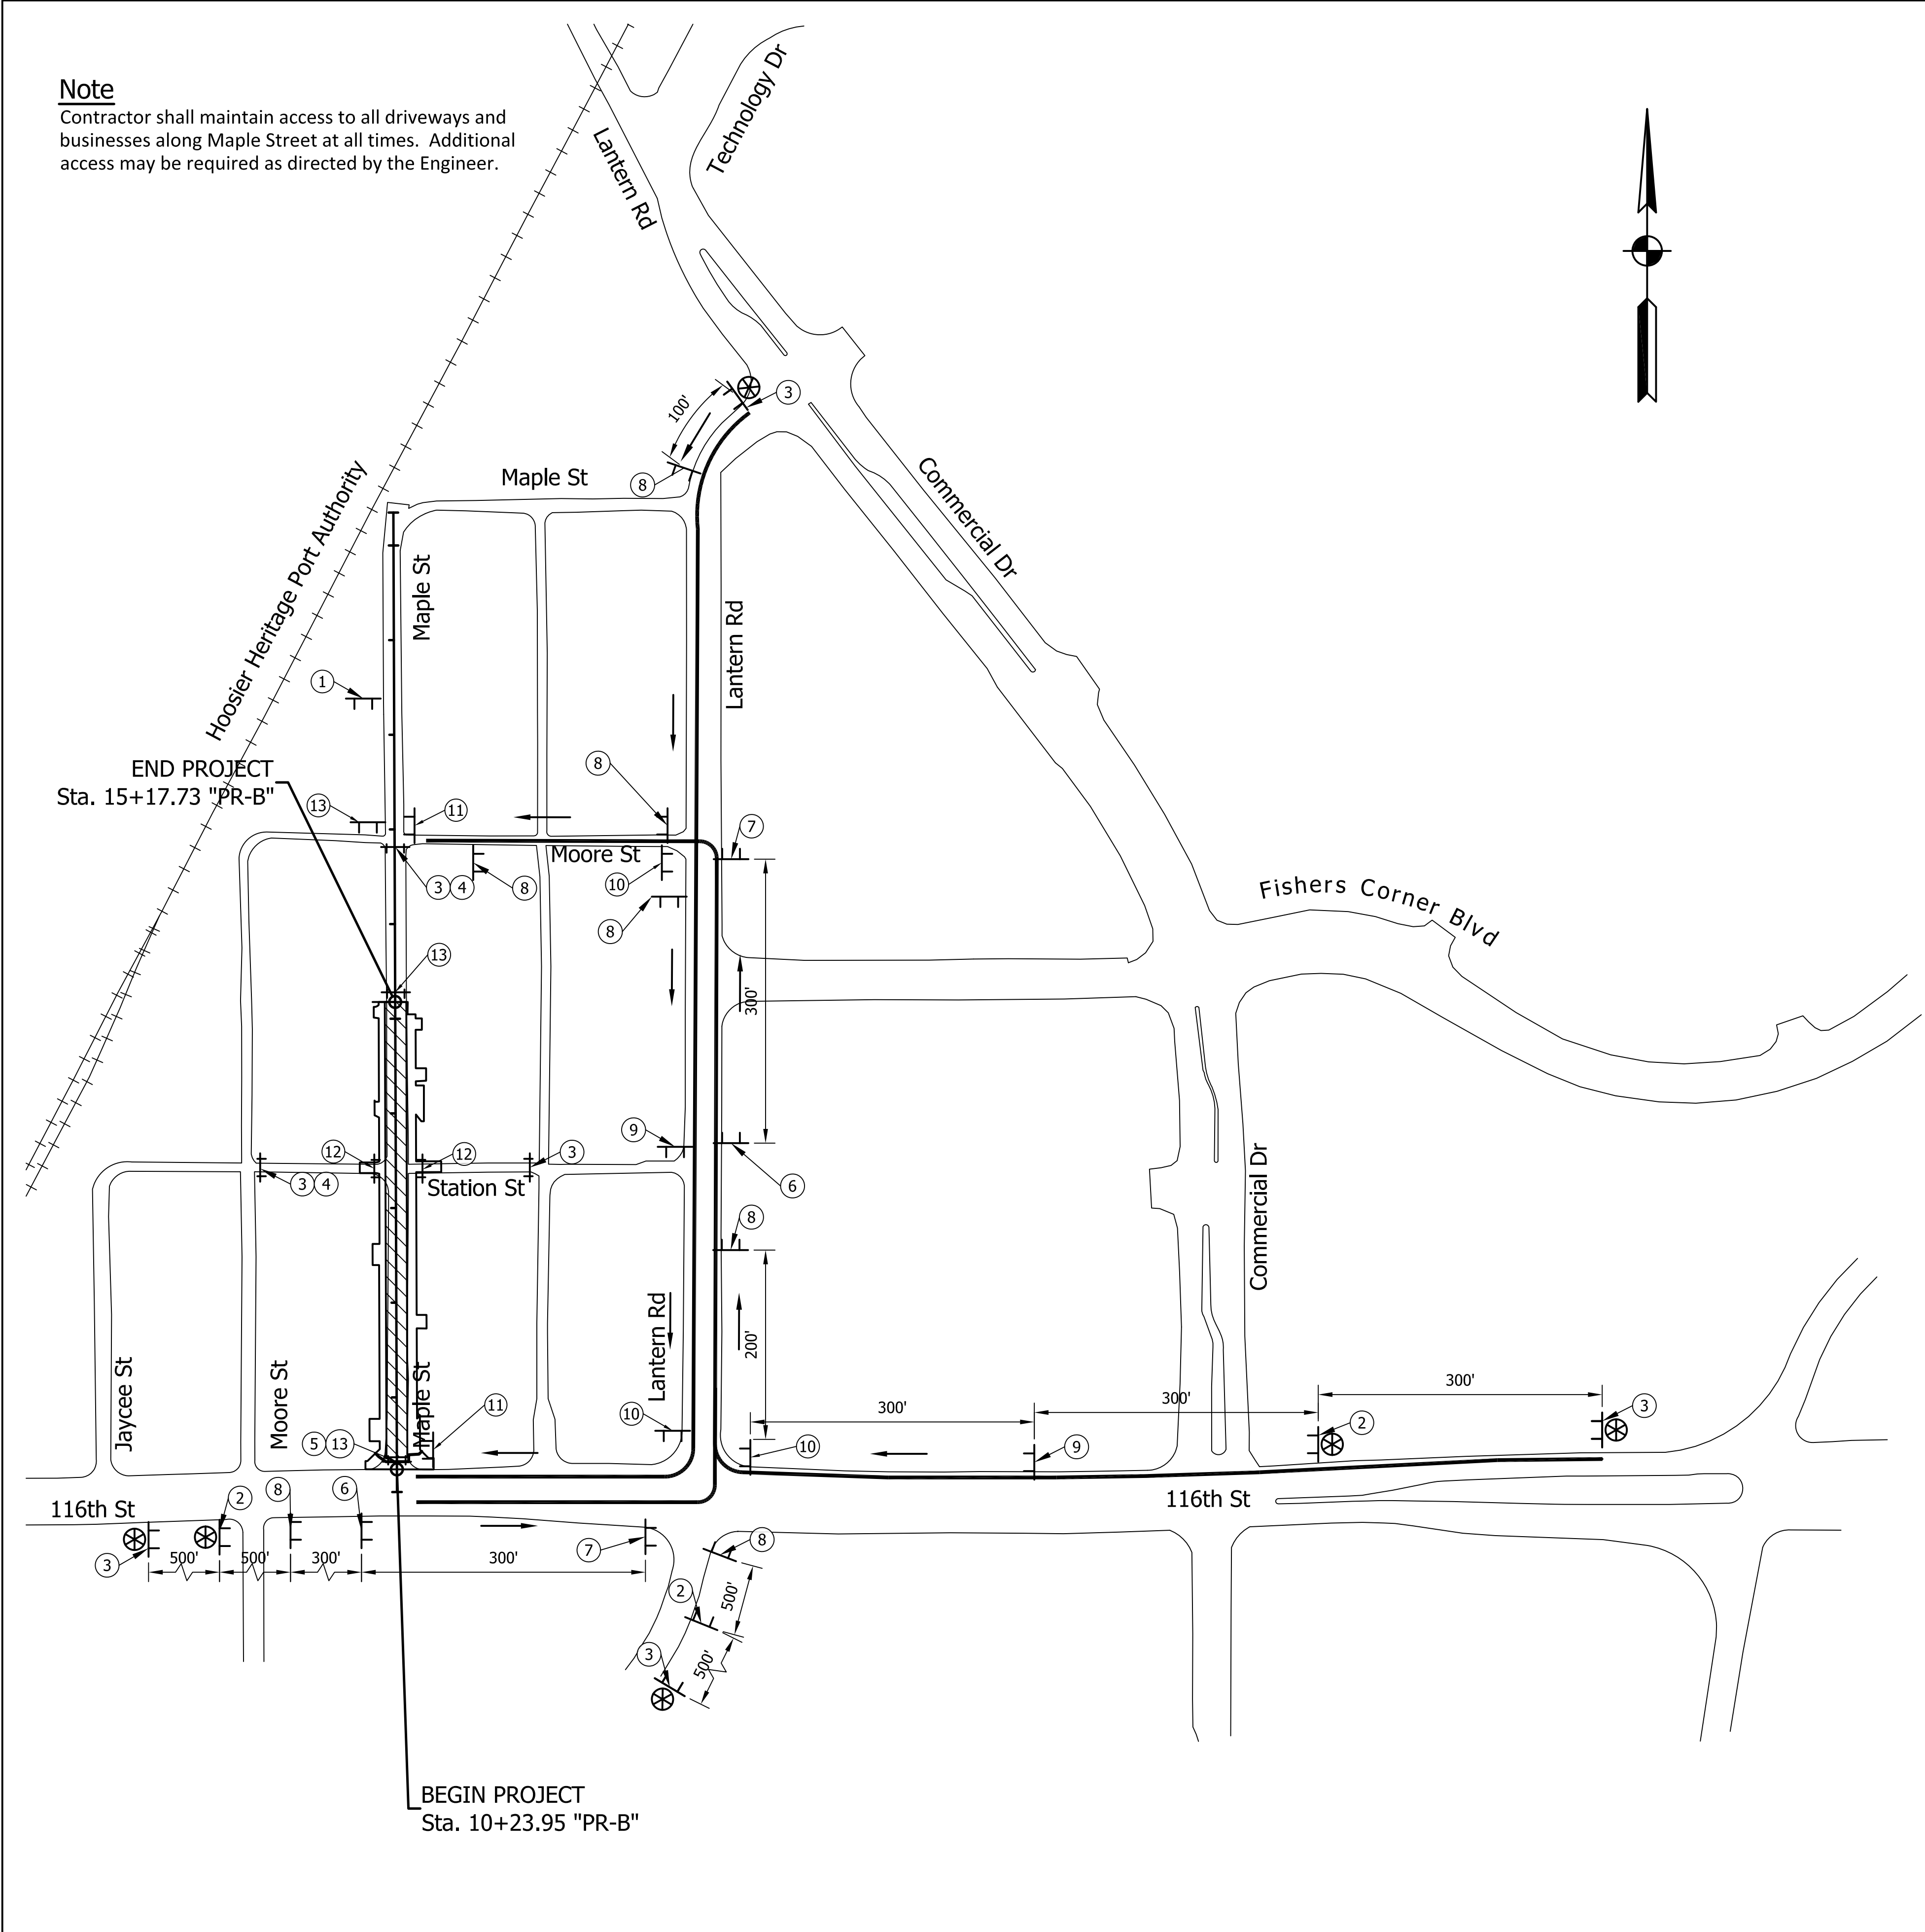 Note
Contractor shall maintain access to all driveways and
businesses along Maple Street at all times.  Additional
access may be required as directed by the Engineer.
Technology Dr
Lantern Rd
3
100'
8
Maple St
Commercial Dr
Hoosier Heritage Port Authority
Maple St
Lantern Rd
1
END PROJECT
Sta. 15+17.73 "PR-B"
8
13
11
7
Moore St
3 4
8
10
8
Fishers Corner Blvd
13
300'
9
12
12
3
3 4
Station St
6
8
Commercial Dr
Jaycee St
Moore St
Maple St
Lantern Rd
200'
300'
300'
300'
11
10
5 13
10
9
2
3
116th St
2
8
6
116th St
3
500'
500'
300'
300'
7
8
2
500'
3
500'
BEGIN PROJECT
Sta. 10+23.95 "PR-B"